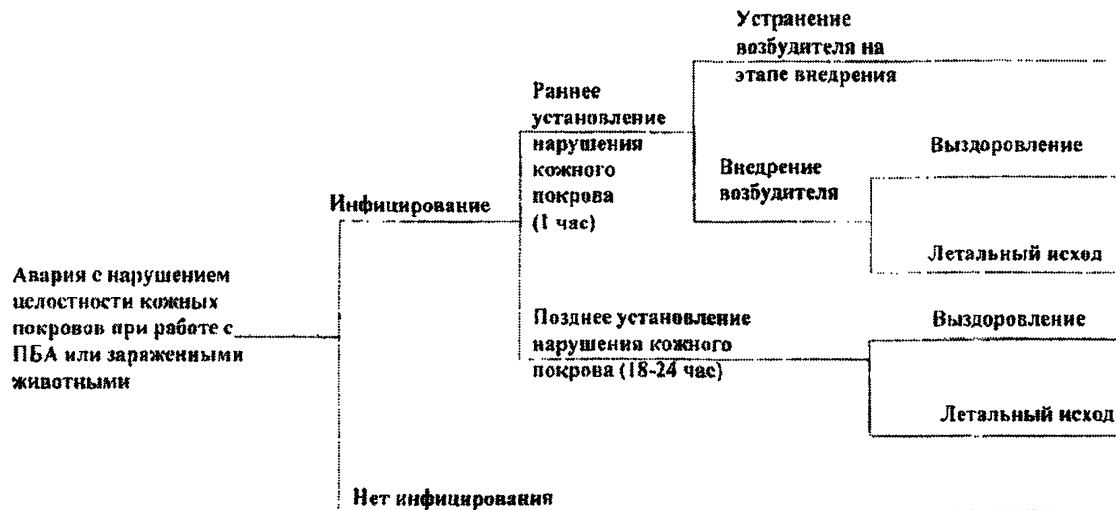 Устранение
возбудителя на
этапе внедрения
Раннее
установление
нарушения
кожного
покрова
(1 час)
Выздоровление
Внедрение
возбудителя
Инфицирование
Летальный исход
Авария с нарушением
целостности кожных
покровов при работе с
ПБА или зараженными
животными
Позднее установление
нарушения кожного
покрова (18-24 час)
Выздоровление
Летальный исход
Нет инфицирования